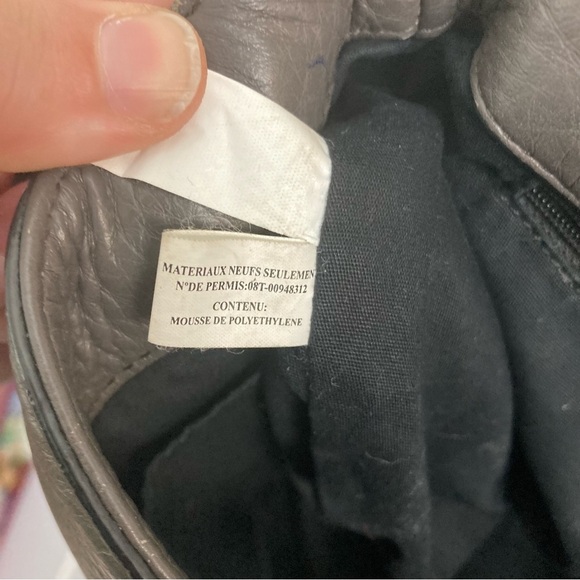 MATERIAUX NEUFS SEULEMEN
N°DE PERMIS:08T-00948312
CONTENU:
MOUSSE DE POLYETHYLENE